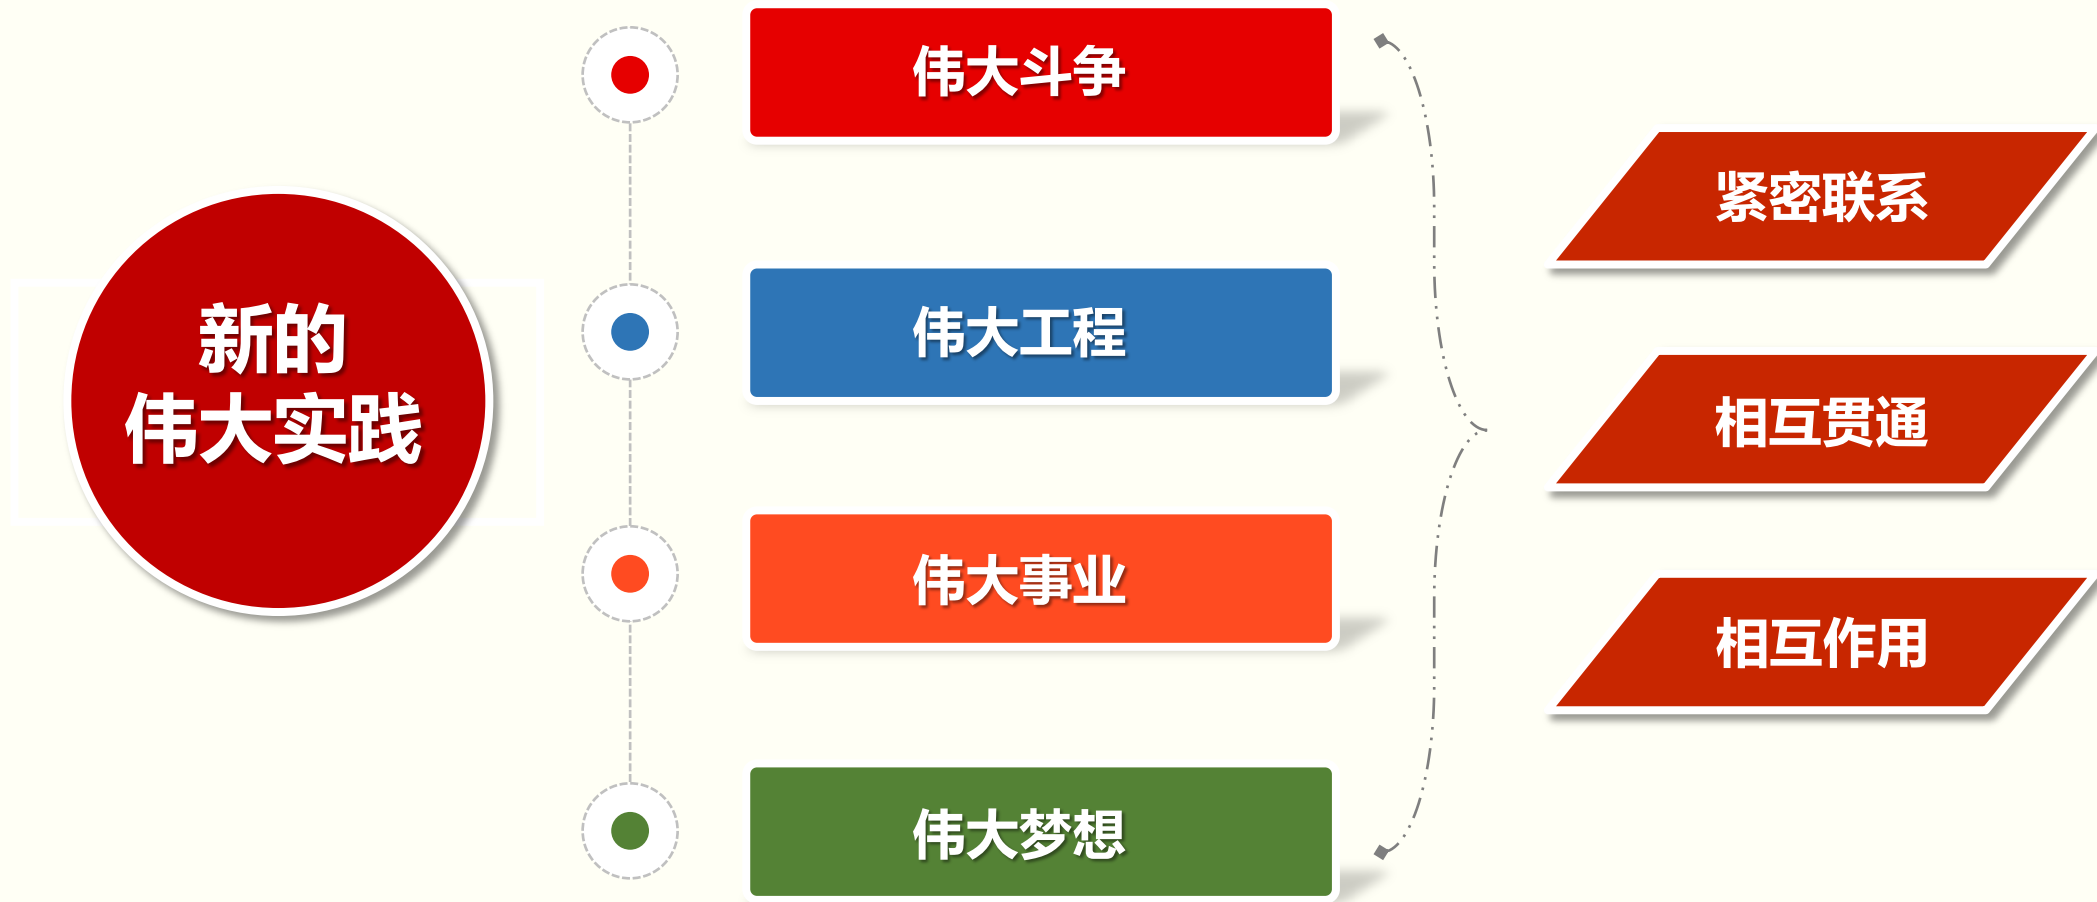 新的
伟大实践
伟大斗争
伟大工程
伟大事业
伟大梦想
紧密联系
相互贯通
相互作用